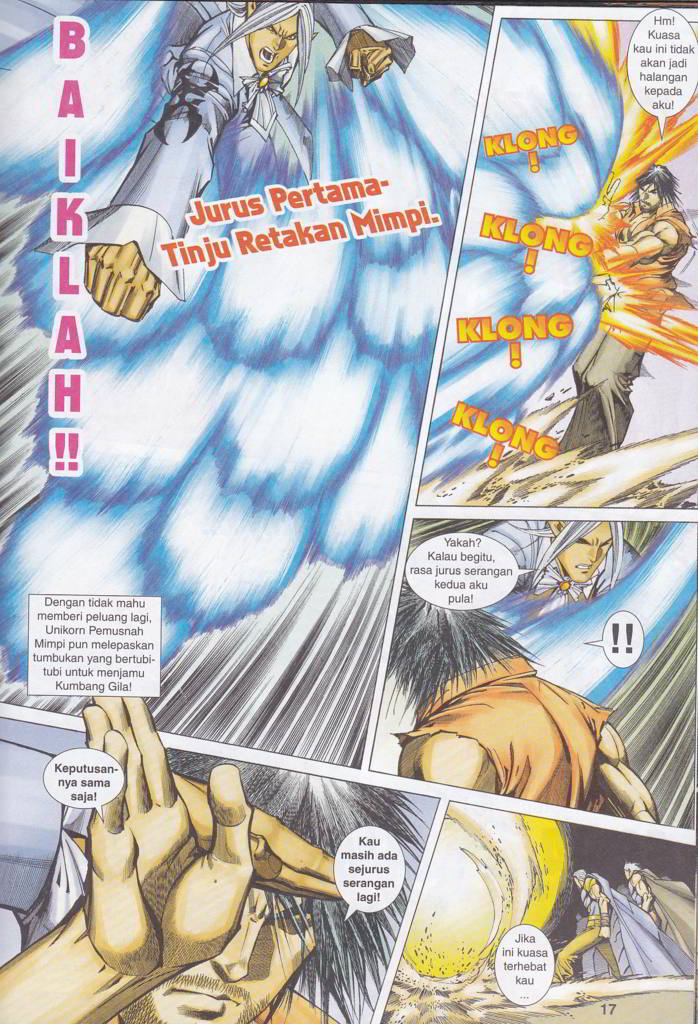 BAIKLAH!!
Jurus Pertama-
Tinju Retakan Mimpi.
Dengan tidak mahu
memberi peluang lagi,
Unikorn Pemusnah
Mimpi pun melepaskan
tumbukan yang bertubi-
tubi untuk menjamu
Kumbang Gila!
Hm!
Kuasa
kau ini tidak
akan jadi
halangan
kepada
aku!
KLONG
!
KLONG
!
KLONG
!
KLONG
!
Yakah?
Kalau begitu,
rasa jurus serangan
kedua aku
pula!
!!
Keputusan-
nya sama
saja!
Kau
masih ada
sejurus
serangan
lagi!
Jika
ini kuasa
terhebat
kau
...
17